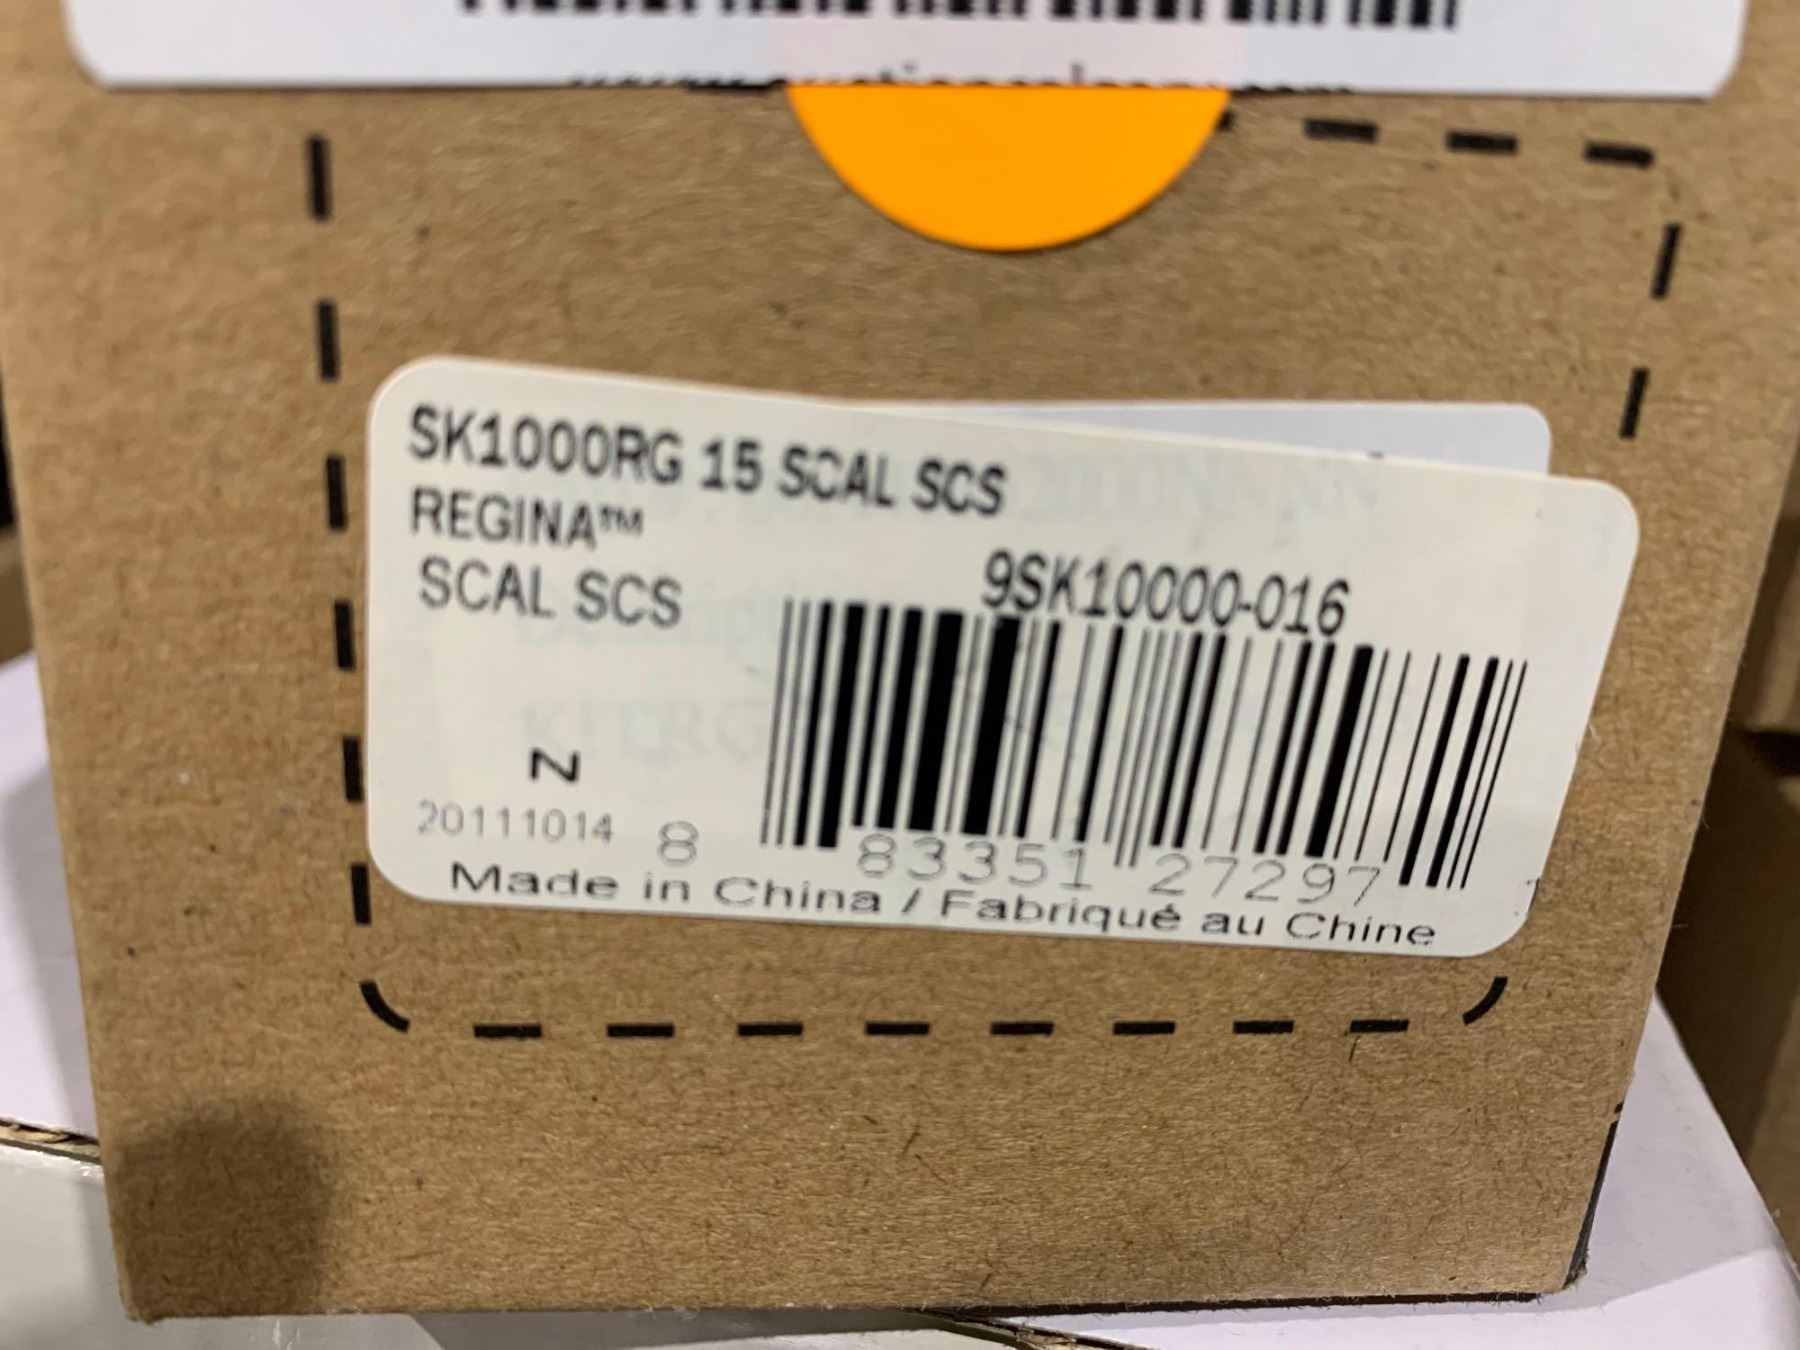 SK1000RG 15 SCAL SCS
REGINA™
SCAL SCS
9SK10000-016
N
20111014
8 83351 27297
Made in China / Fabriqué au Chine